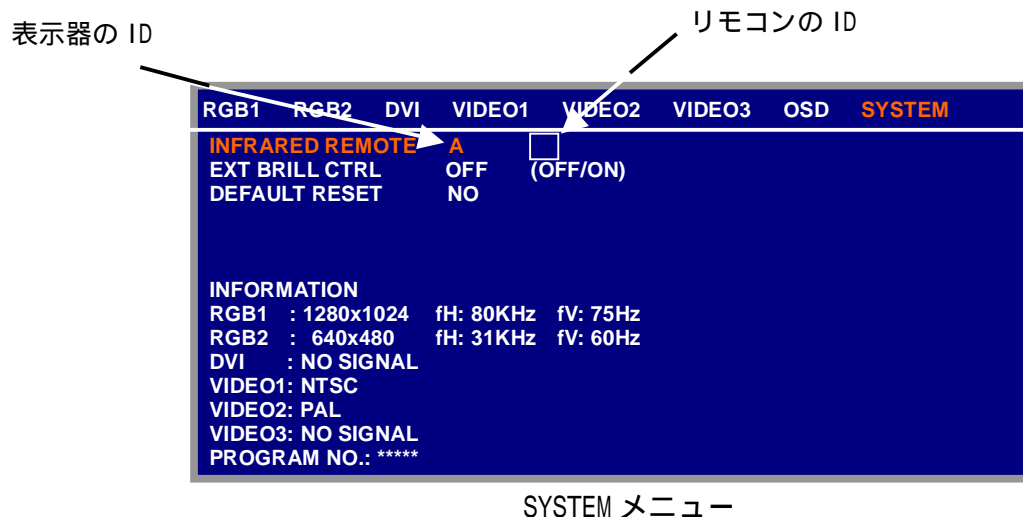 表示器の ID
リモコンの ID
RGB1 RGB2 DVI VIDEO1 VIDEO2 VIDEO3 OSD SYSTEM
INFRARED REMOTE A
EXT BRILL CTRL OFF (OFF/ON)
DEFAULT RESET NO
INFORMATION
RGB1 : 1280x1024 fH: 80KHz fV: 75Hz
RGB2 : 640x480 fH: 31KHz fV: 60Hz
DVI : NO SIGNAL
VIDEO1: NTSC
VIDEO2: PAL
VIDEO3: NO SIGNAL
PROGRAM NO.: *****
SYSTEM メニュー